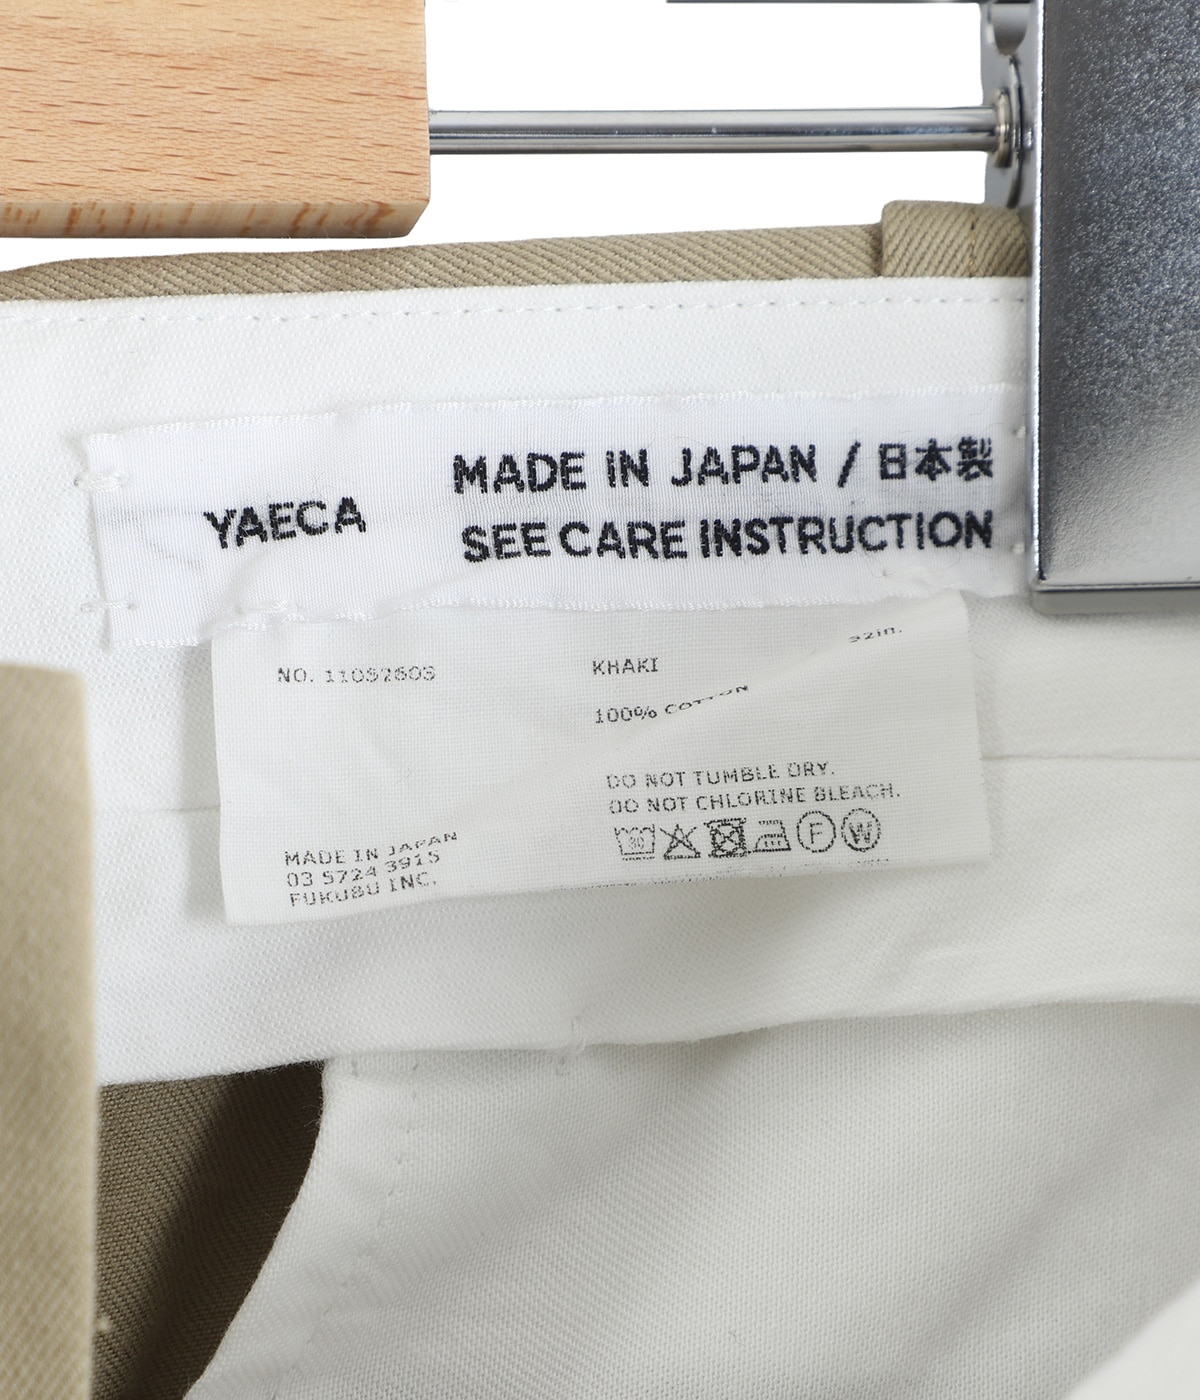 YAECA
MADE IN JAPAN / 日本製
SEE CARE INSTRUCTION
NO.
KHAKI
32in.
100% COTTON
DO NOT TUMBLE DRY.
DO NOT CHLORINE BLEACH.
30
F
W
MADE IN JAPAN
03 5724 3915
FUKUBU INC.